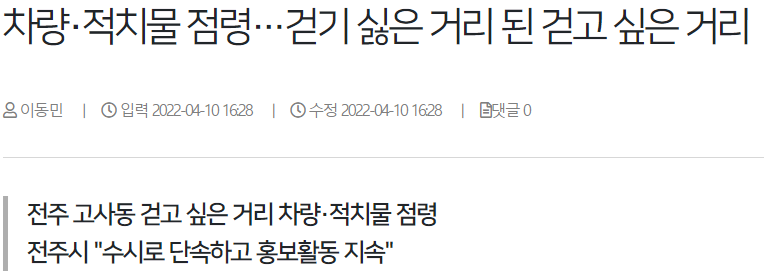 차량·적치물 점령…걷기 싫은 거리 된 걷고 싶은 거리
이동민 | 입력 2022-04-10 16:28 | 수정 2022-04-10 16:28 | 댓글 0
전주 고사동 걷고 싶은 거리 차량·적치물 점령
전주시 "수시로 단속하고 홍보활동 지속"